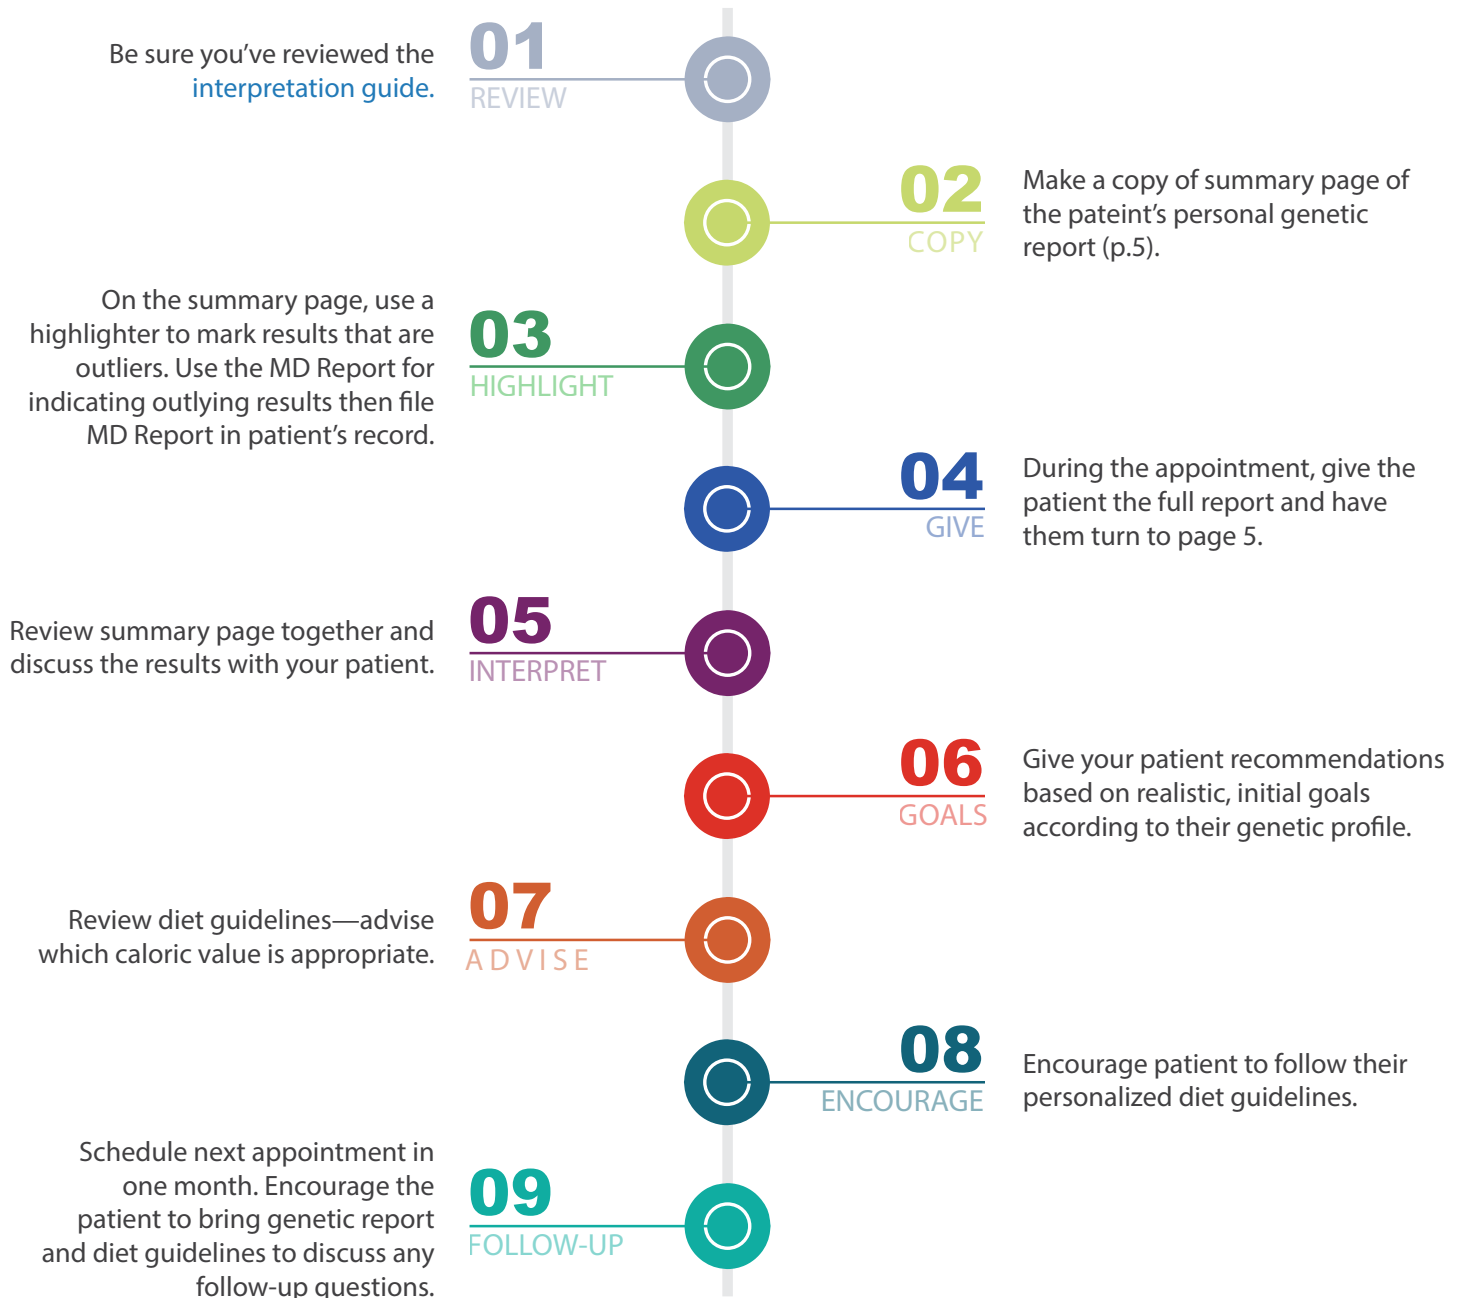 01
REVIEW
Be sure you’ve reviewed the
interpretation guide.
02
COPY
Make a copy of summary page of
the pateint’s personal genetic
report (p.5).
03
HIGHLIGHT
On the summary page, use a
highlighter to mark results that are
outliers. Use the MD Report for
indicating outlying results then file
MD Report in patient’s record.
04
GIVE
During the appointment, give the
patient the full report and have
them turn to page 5.
05
INTERPRET
Review summary page together and
discuss the results with your patient.
06
GOALS
Give your patient recommendations
based on realistic, initial goals
according to their genetic profile.
07
ADVISE
Review diet guidelines—advise
which caloric value is appropriate.
08
ENCOURAGE
Encourage patient to follow their
personalized diet guidelines.
09
FOLLOW-UP
Schedule next appointment in
one month. Encourage the
patient to bring genetic report
and diet guidelines to discuss any
follow-up questions.